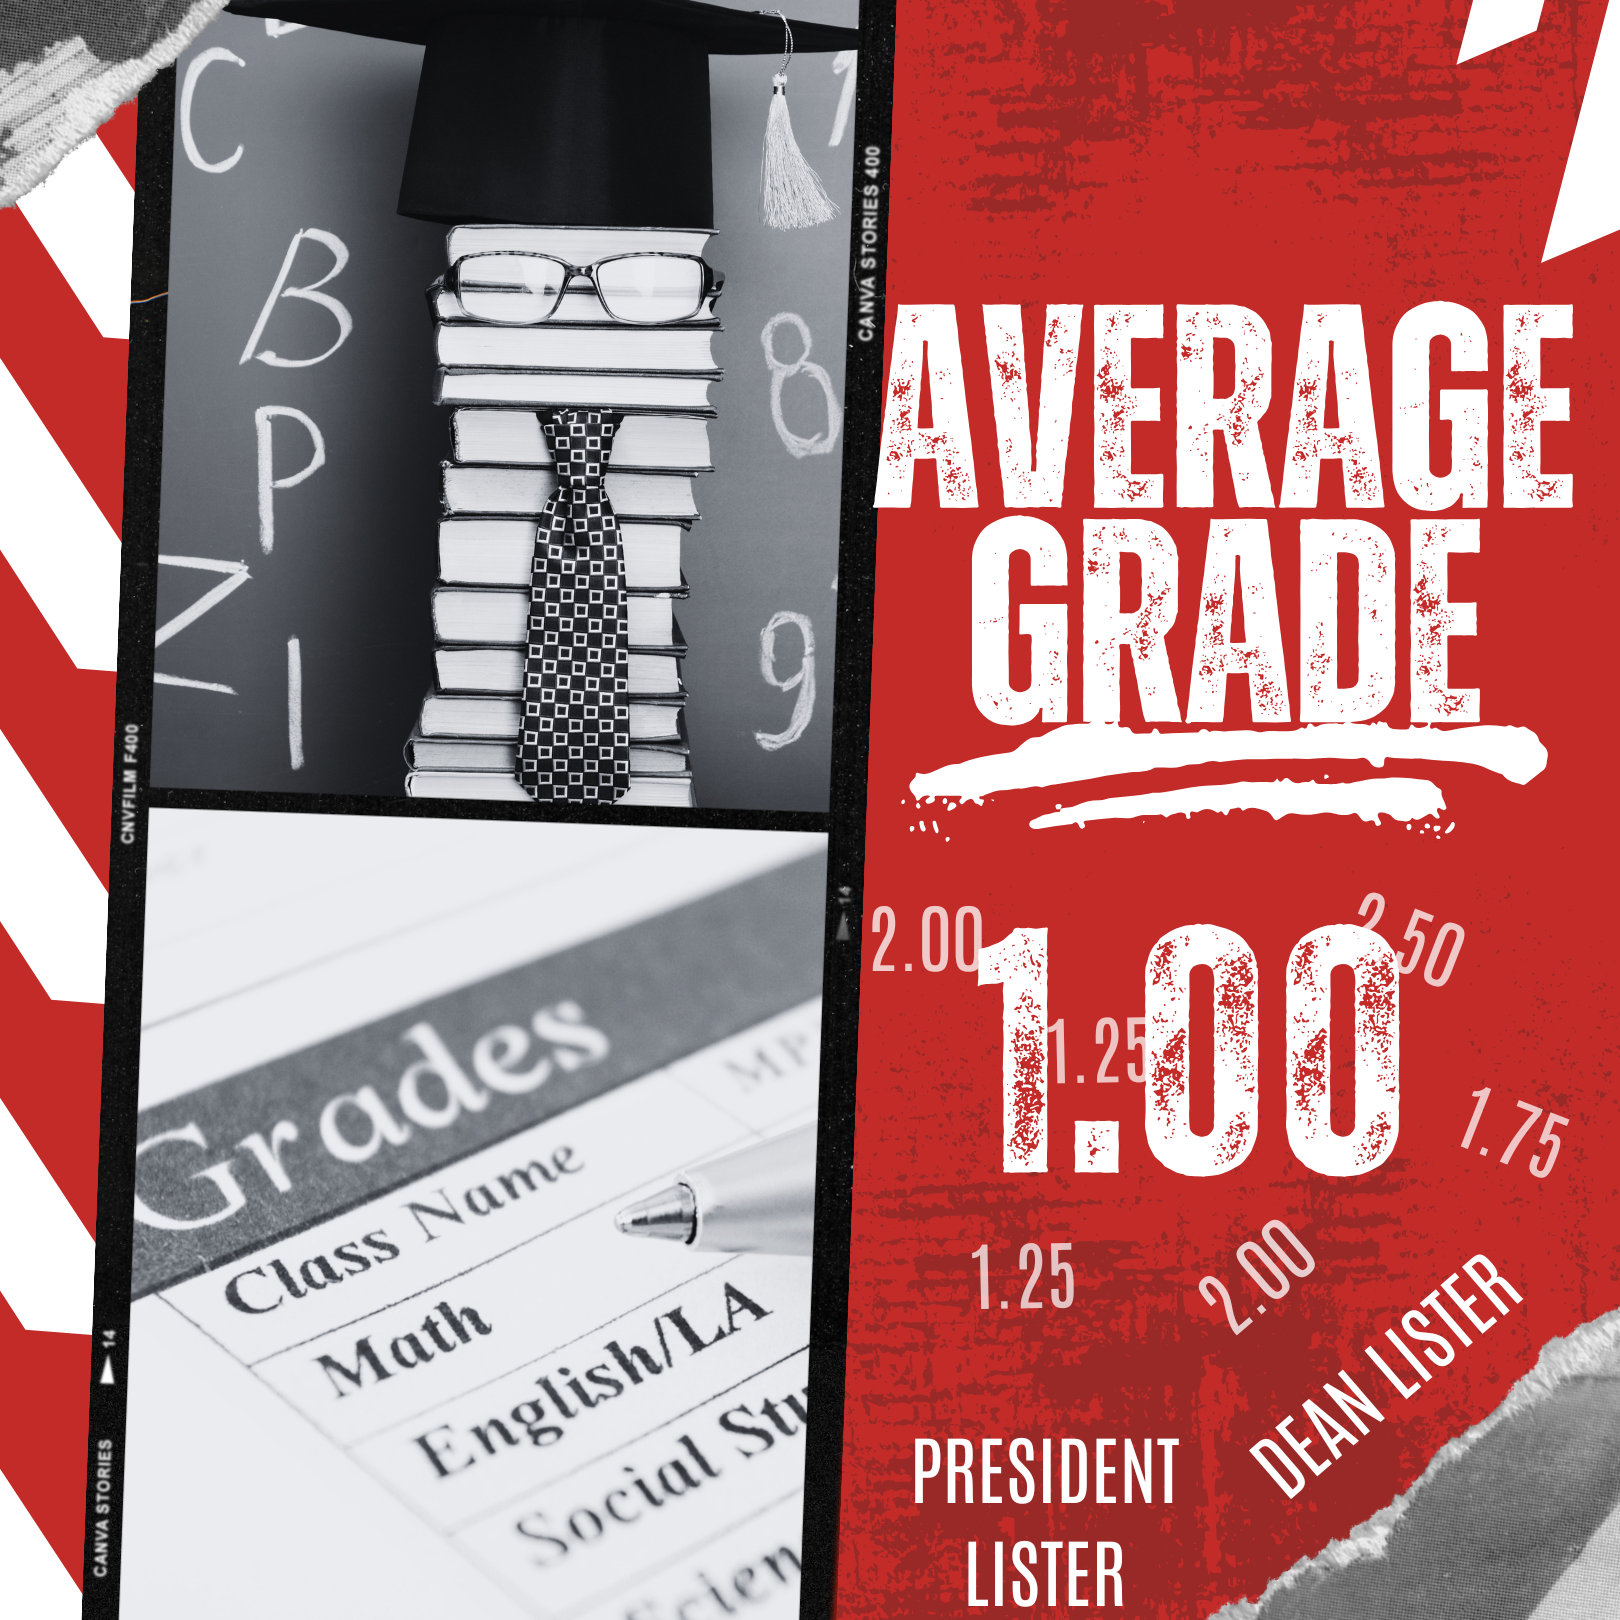 C
B
P
Z
1
8
9
CANVA STORIES 400
CNVFILM F400
AVERAGE
GRADE
14
2.00
2.50
1.00
1.25
1.75
1.25
2.00
Grades
MP
Class Name
Math
English/LA
Social Stu
14
CANVA STORIES
DEAN LISTER
PRESIDENT
LISTER